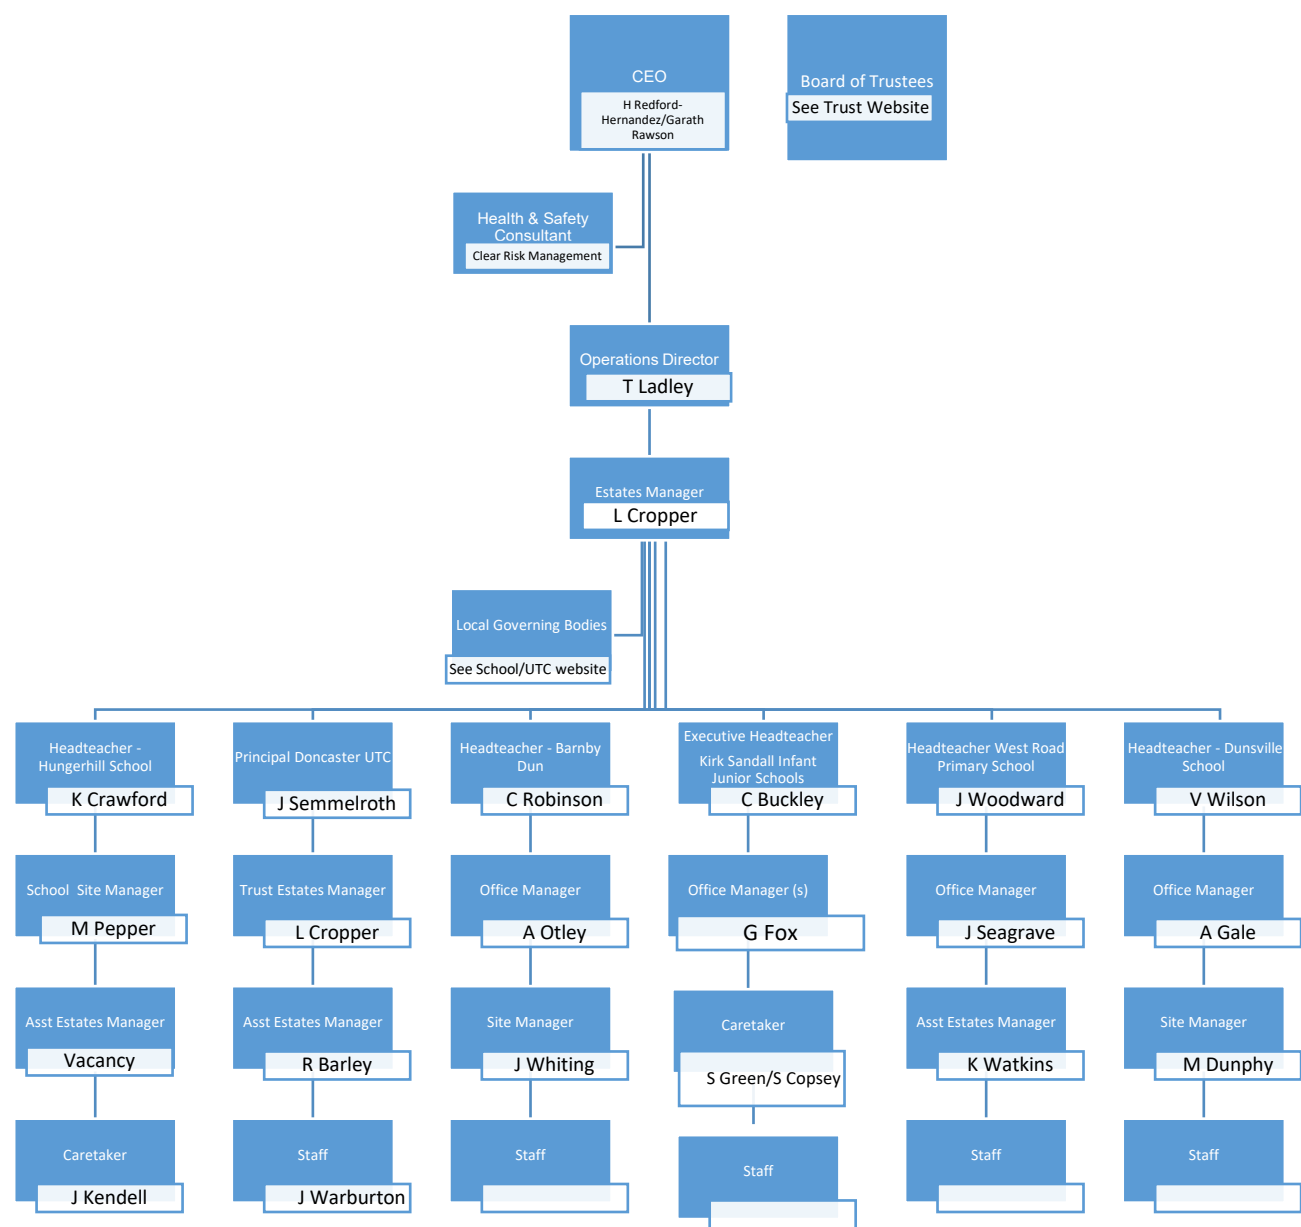 CEO
H Redford-
Hernandez/Garath
Rawson
Board of Trustees
See Trust Website
Health & Safety
Consultant
Clear Risk Management
Operations Director
T Ladley
Estates Manager
L Cropper
Local Governing Bodies
See School/UTC website
Headteacher -
Hungerhill School
K Crawford
Principal Doncaster UTC
J Semmelroth
Headteacher - Barnby
Dun
C Robinson
Executive Headteacher
Kirk Sandall Infant
Junior Schools
C Buckley
Headteacher West Road
Primary School
J Woodward
Headteacher - Dunsville
School
V Wilson
School Site Manager
M Pepper
Trust Estates Manager
L Cropper
Office Manager
A Otley
Office Manager (s)
G Fox
Office Manager
J Seagrave
Office Manager
A Gale
Asst Estates Manager
Vacancy
Asst Estates Manager
R Barley
Site Manager
J Whiting
Caretaker
S Green/S Copsey
Asst Estates Manager
K Watkins
Site Manager
M Dunphy
Caretaker
J Kendell
Staff
J Warburton
Staff
Staff
Staff
Staff